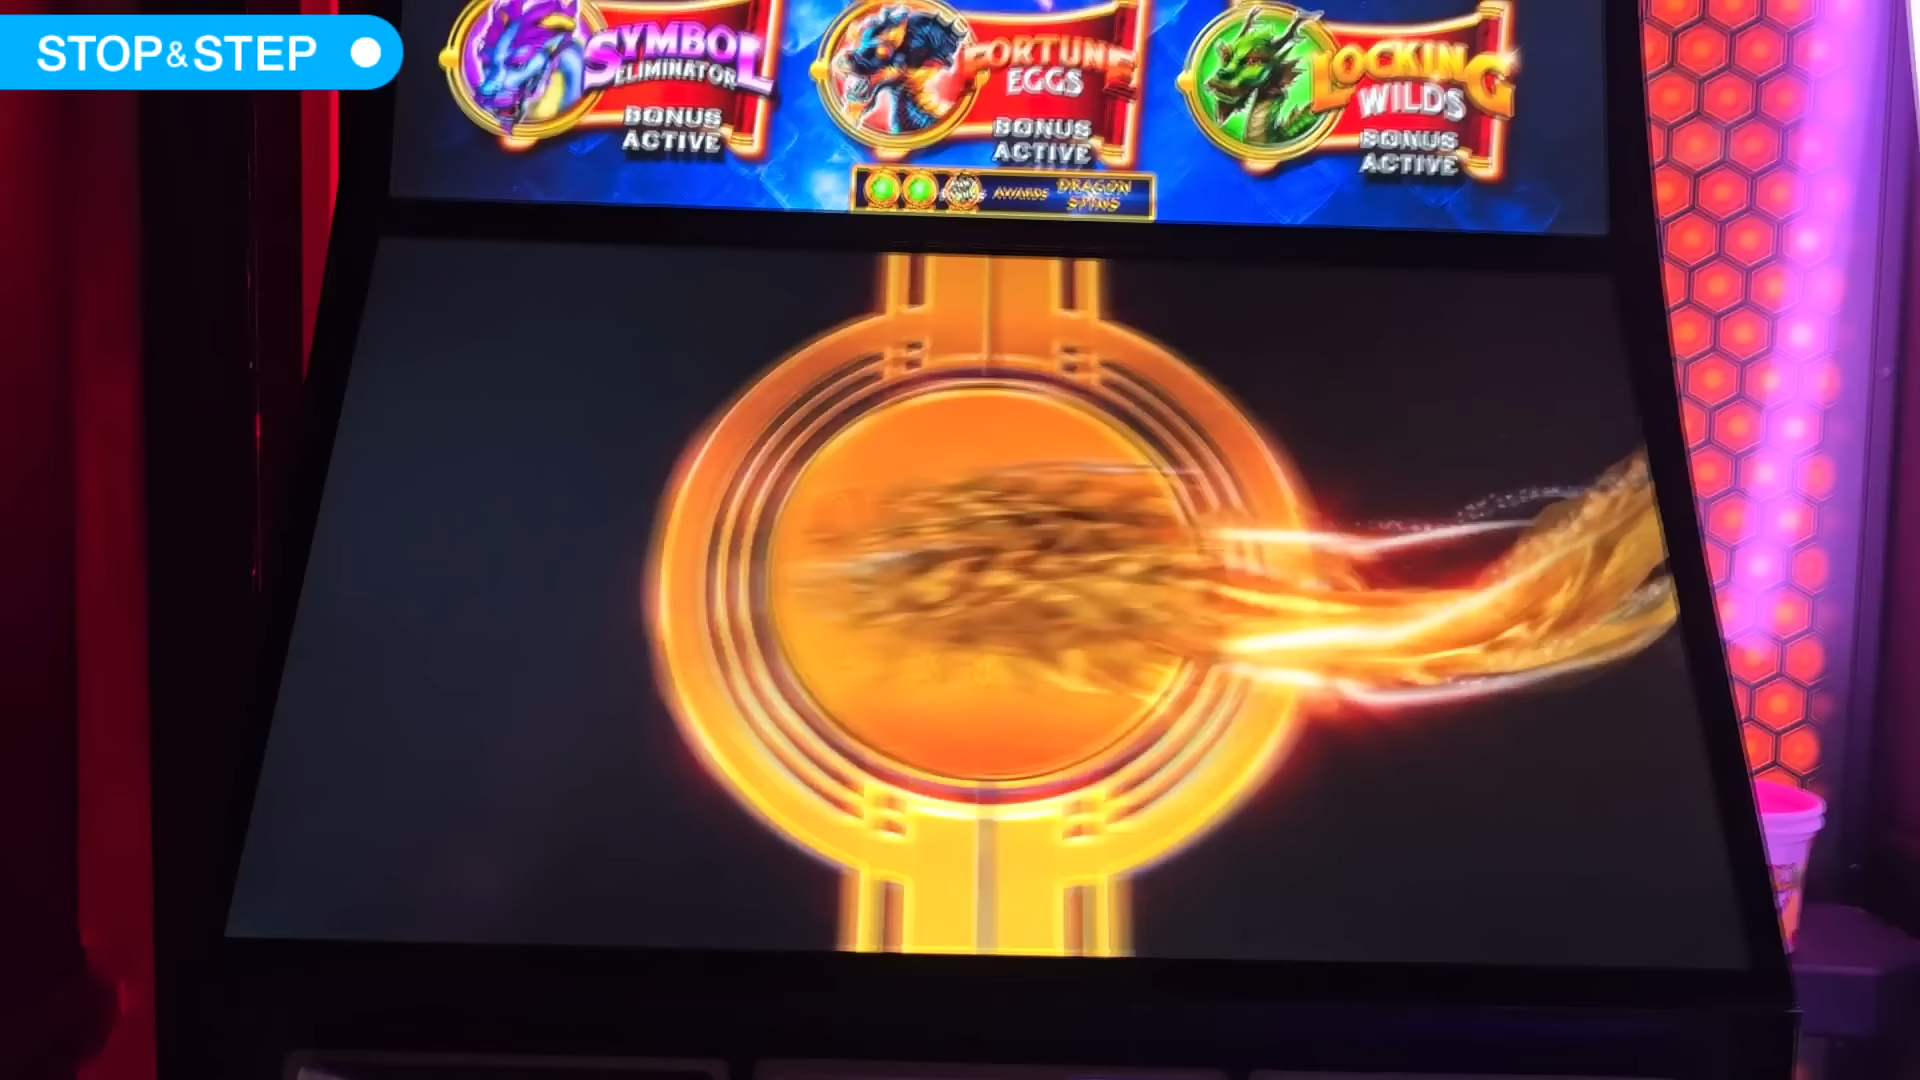 STOP&STEP
SYMBOL
ELIMINATOR
BONUS
ACTIVE
FORTUNE
EGGS
BONUS
ACTIVE
LOCKING
WILDS
BONUS
ACTIVE
AWARDS DRAGON
SPINS